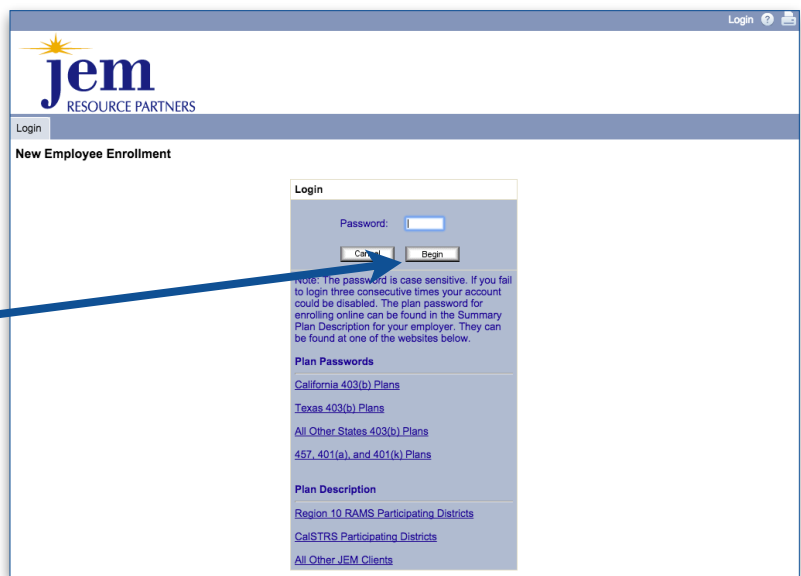 Login ?
jem
RESOURCE PARTNERS
Login
New Employee Enrollment
Login
Password:
Cancel Begin
Note: The password is case sensitive. If you fail
to login three consecutive times your account
could be disabled. The plan password for
enrolling online can be found in the Summary
Plan Description for your employer. They can
be found at one of the websites below.
Plan Passwords
California 403(b) Plans
Texas 403(b) Plans
All Other States 403(b) Plans
457, 401(a), and 401(k) Plans
Plan Description
Region 10 RAMS Participating Districts
CalSTRS Participating Districts
All Other JEM Clients